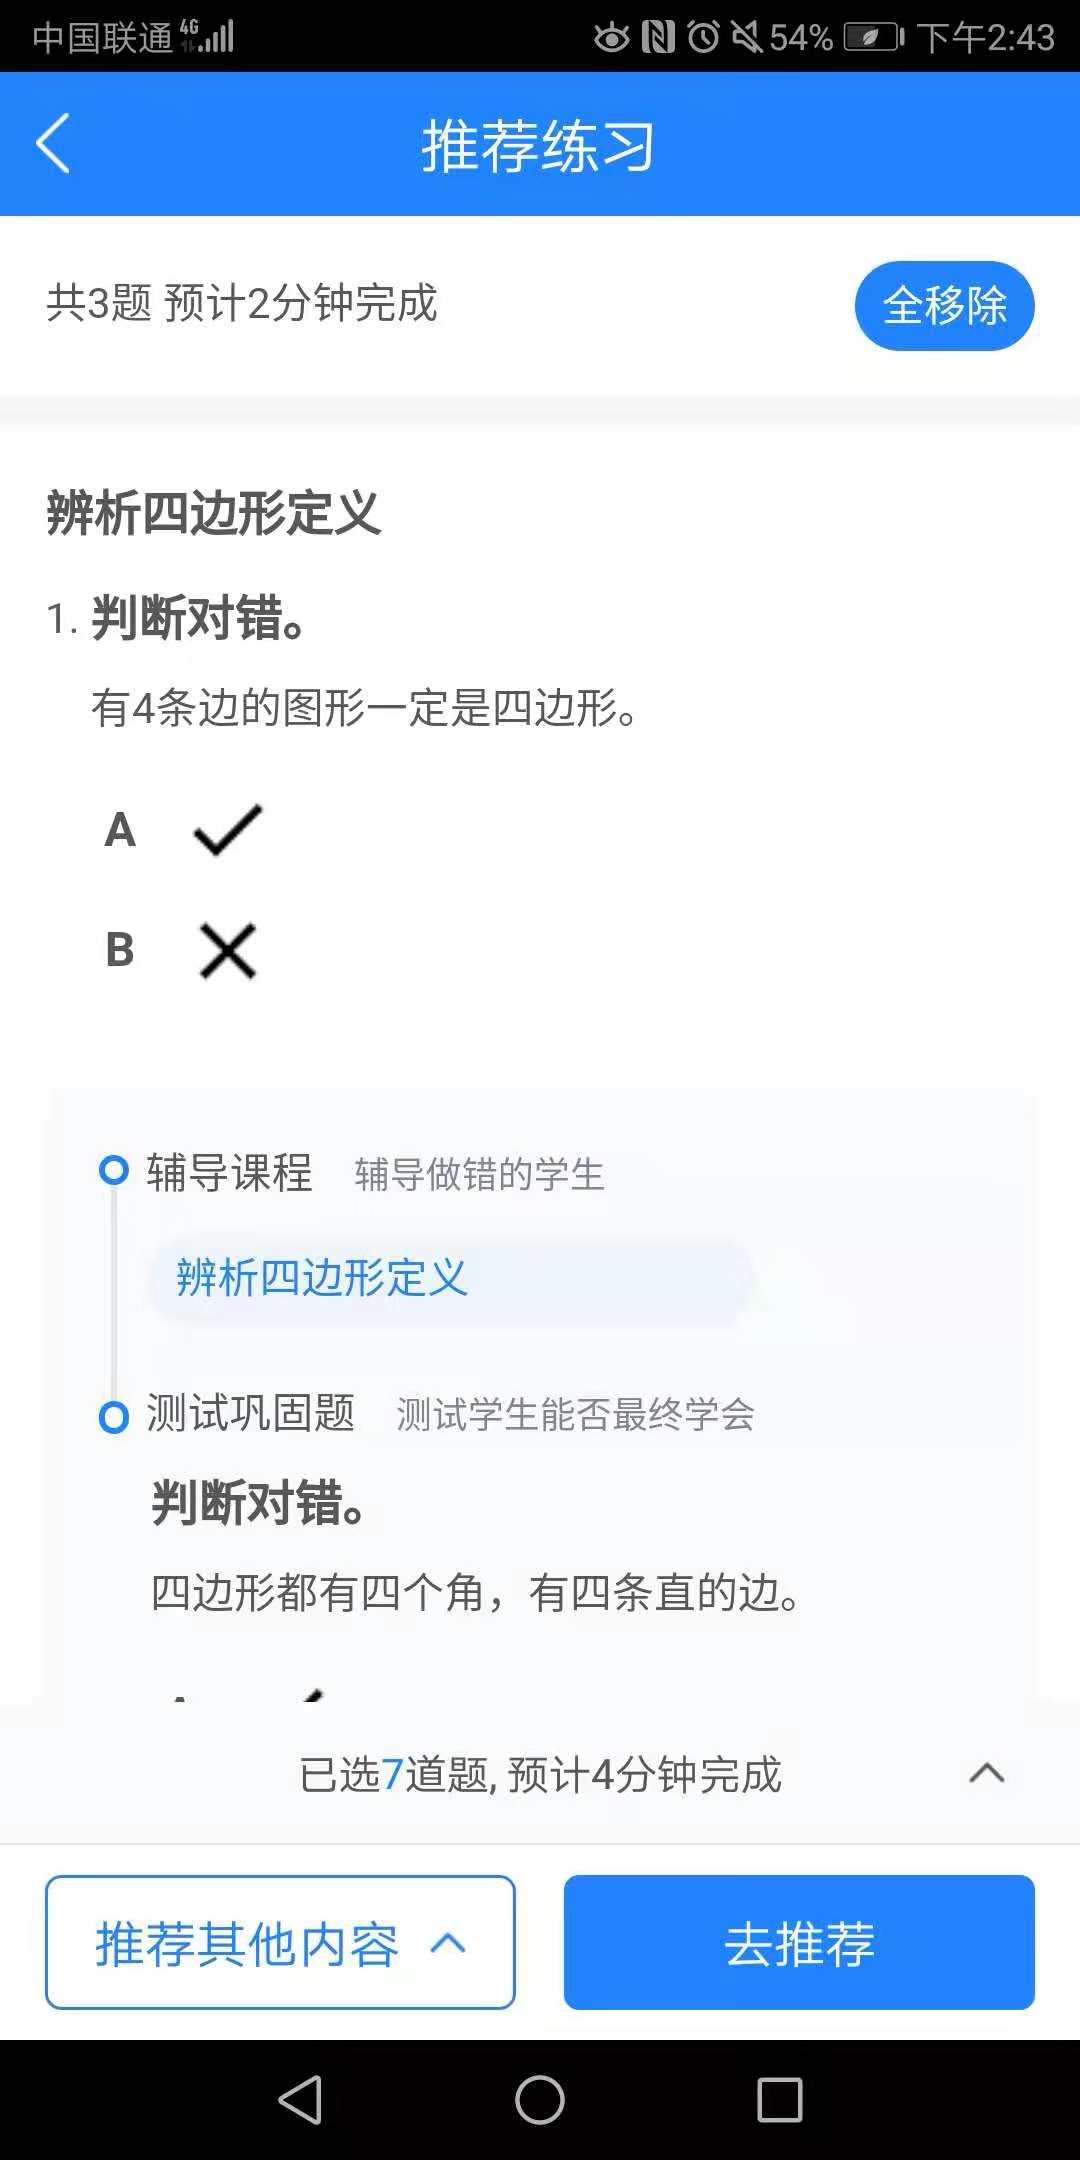 中国联通 4G 54% 下午2:43
推荐练习
共3题 预计2分钟完成 全移除
辨析四边形定义
1. 判断对错。
有4条边的图形一定是四边形。
A ✓
B ✕
辅导课程 辅导做错的学生
辨析四边形定义
测试巩固题 测试学生能否最终学会
判断对错。
四边形都有四个角，有四条直的边。
已选7道题, 预计4分钟完成
推荐其他内容 去推荐